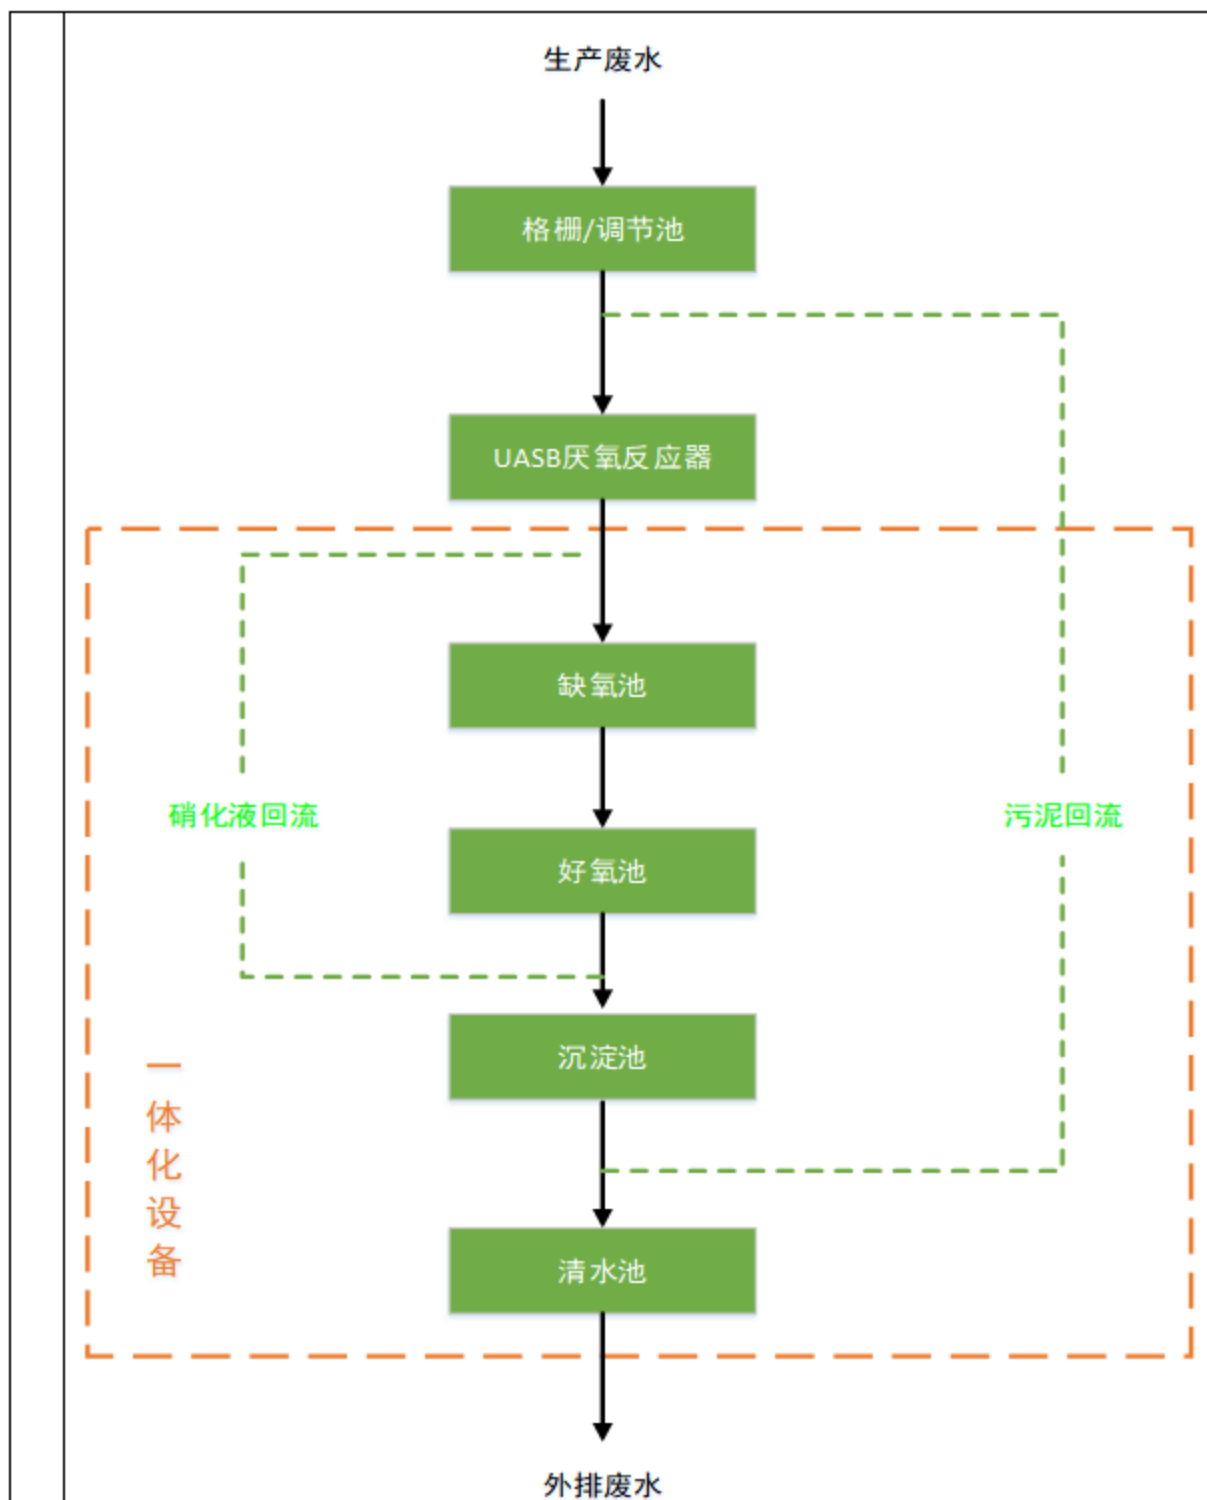 生产废水
格栅/调节池
UASB厌氧反应器
缺氧池
硝化液回流
污泥回流
好氧池
沉淀池
一体化设备
清水池
外排废水